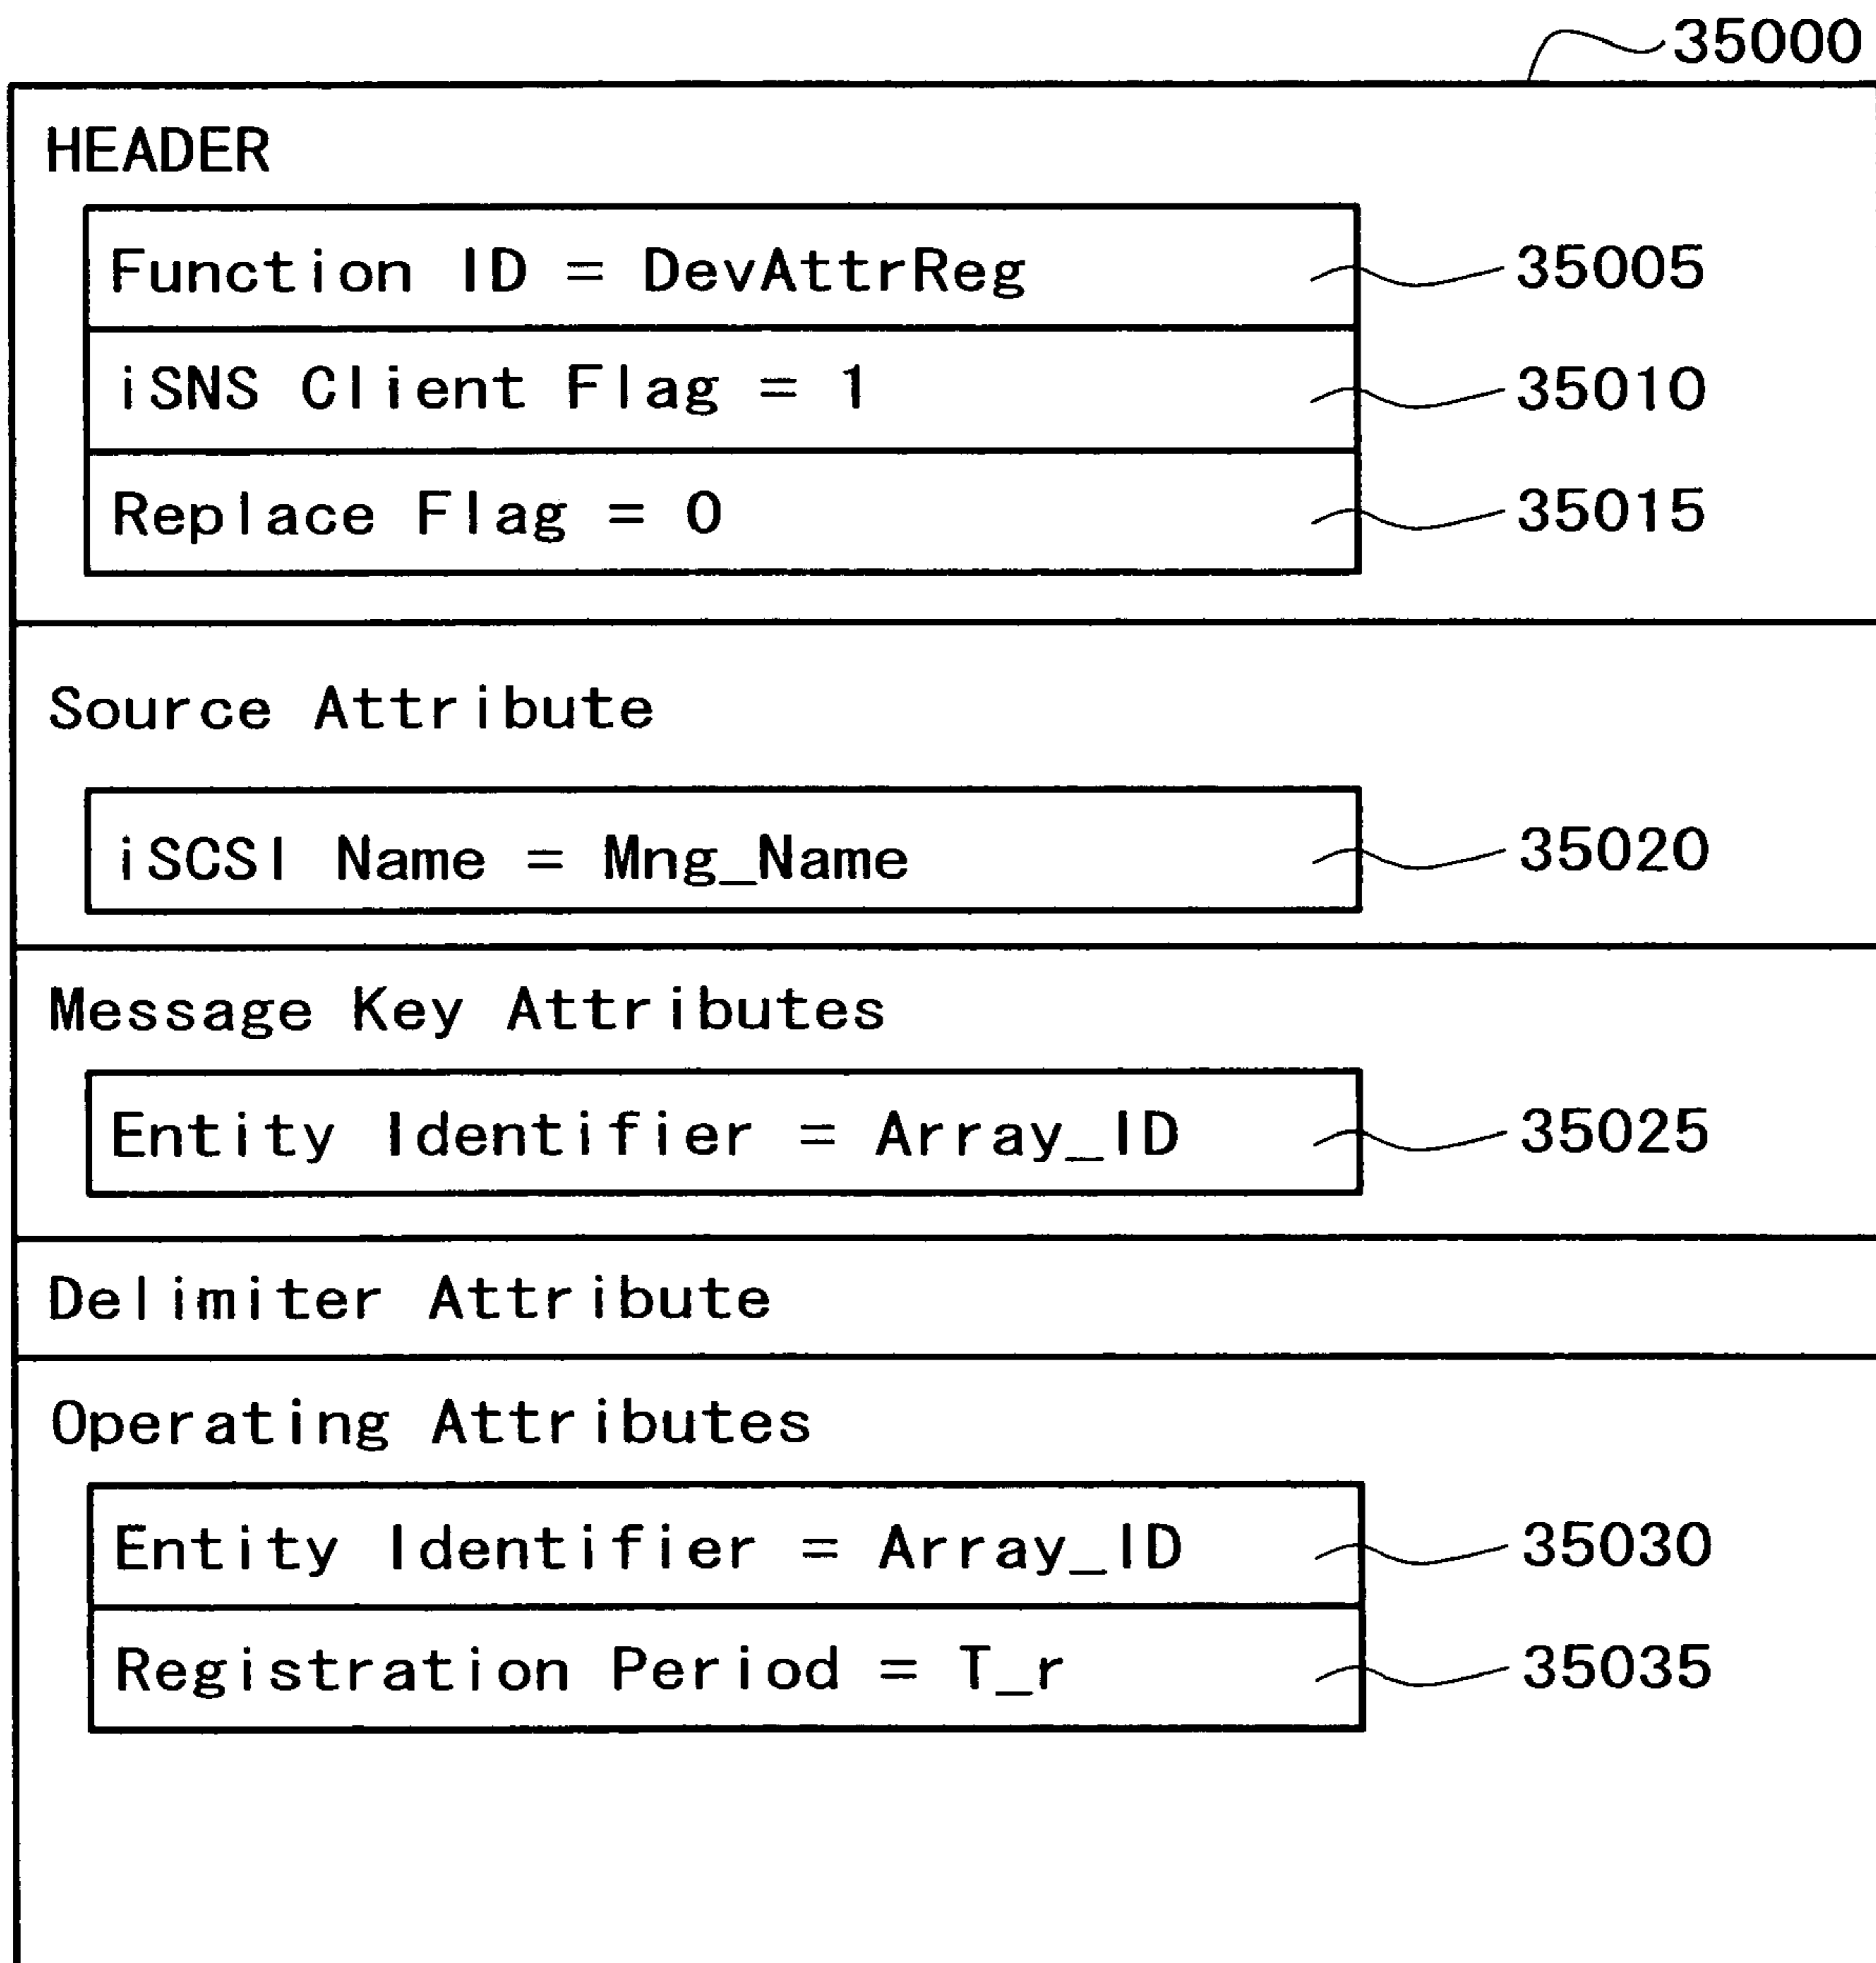 35000
HEADER
Function ID = DevAttrReg 35005
iSNS Client Flag = 1 35010
Replace Flag = 0 35015
Source Attribute
iSCSI Name = Mng_Name 35020
Message Key Attributes
Entity Identifier = Array_ID 35025
Delimiter Attribute
Operating Attributes
Entity Identifier = Array_ID 35030
Registration Period = T_r 35035